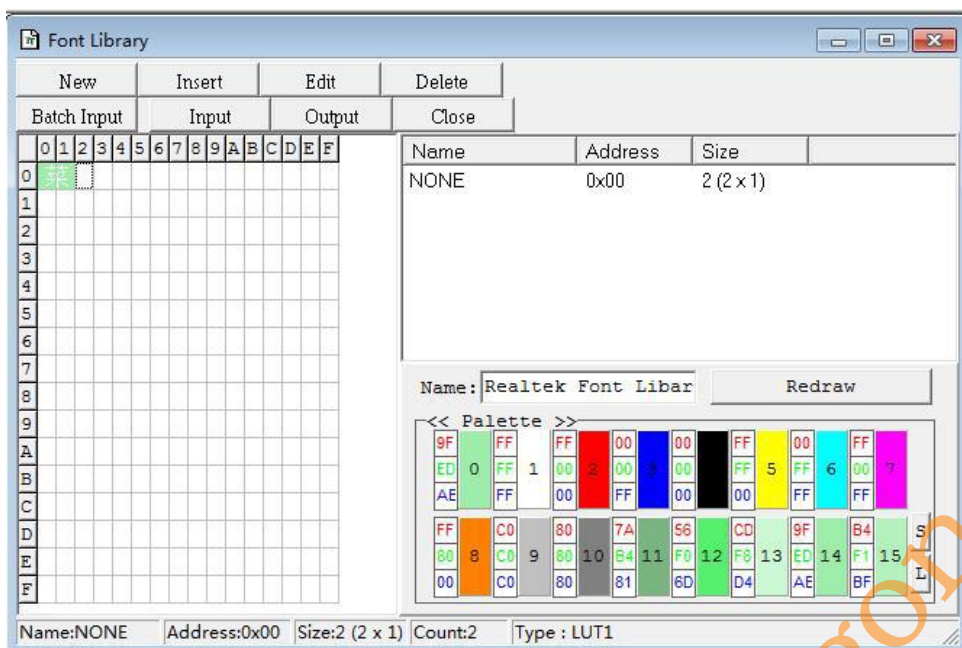 Font Library
New Insert Edit Delete
Batch Input Input Output Close
0 1 2 3 4 5 6 7 8 9 A B C D E F
Name Address Size
0 菜
NONE 0x00 2 (2 x 1)
1
2
3
4
5
6
7
8
9
A
B
C
D
E
F
Name: Realtek Font Libar Redraw
<< Palette >>
9F FF FF 00 00 FF 00 FF
ED 0 FF 1 00 2 00 3 00 FF 5 FF 6 00 7
AE FF 00 FF 00 00 FF FF
FF C0 80 7A 56 CD 9F B4 S
80 8 C0 9 80 10 B4 11 F0 12 F8 13 ED 14 F1 15
00 C0 80 81 6D D4 AE BF L
Name:NONE Address:0x00 Size:2 (2 x 1) Count:2 Type : LUT1